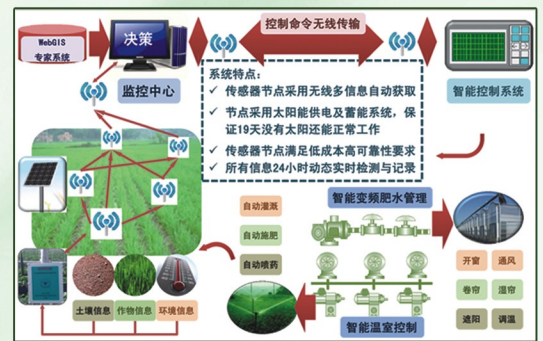 WebGIS
专家系统
决策
监控中心
控制命令无线传输
智能控制系统
系统特点：
✓ 传感器节点采用无线多信息自动获取
✓ 节点采用太阳能供电及蓄能系统，保
证19天没有太阳还能正常工作
✓ 传感器节点满足低成本高可靠性要求
✓ 所有信息24小时动态实时检测与记录
自动灌溉
自动施肥
自动喷药
智能变频肥水管理
开窗 通风
卷帘 湿帘
遮阳 调温
土壤信息 作物信息 环境信息
智能温室控制